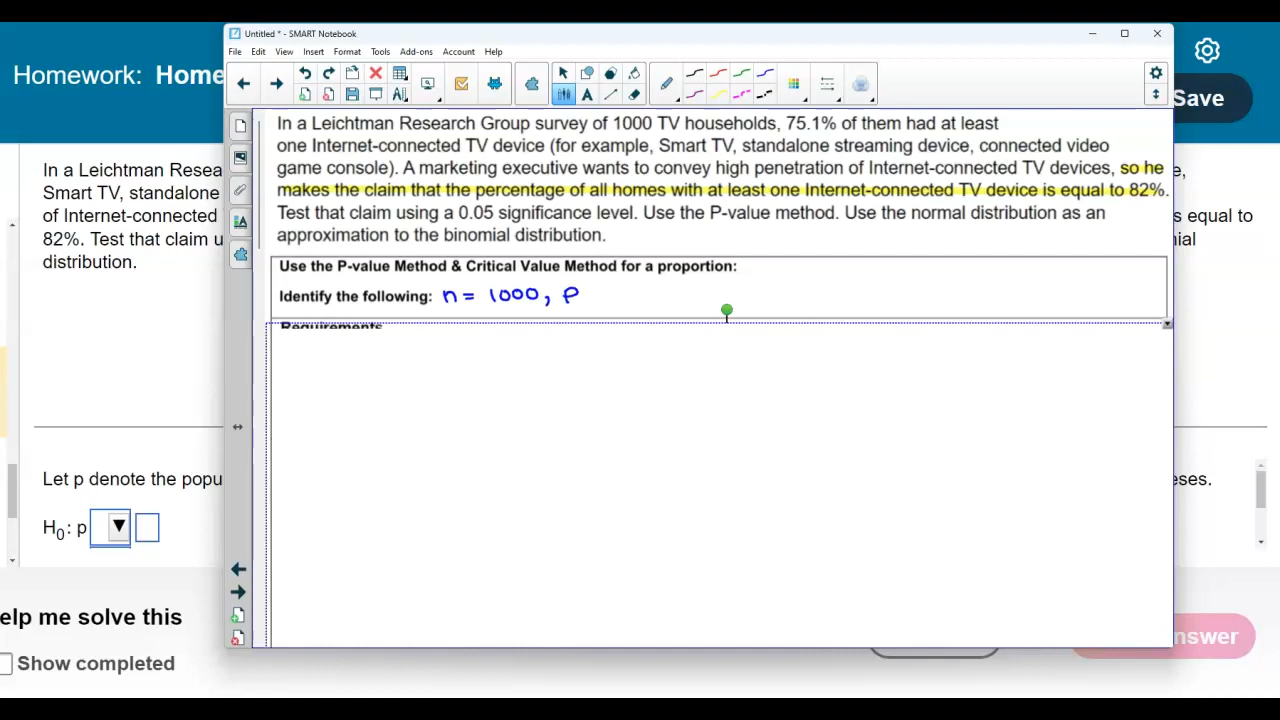 Untitled * - SMART Notebook
File Edit View Insert Format Tools Add-ons Account Help
Homework: Home
Save
In a Leichtman Research Group survey of 1000 TV households, 75.1% of them had at least
one Internet-connected TV device (for example, Smart TV, standalone streaming device, connected video
game console). A marketing executive wants to convey high penetration of Internet-connected TV devices, so he
makes the claim that the percentage of all homes with at least one Internet-connected TV device is equal to 82%.
Test that claim using a 0.05 significance level. Use the P-value method. Use the normal distribution as an
approximation to the binomial distribution.
Use the P-value Method & Critical Value Method for a proportion:
Identify the following: n = 1000, P
Requirements
In a Leichtman Resea
Smart TV, standalone
of Internet-connected
s equal to
82%. Test that claim u
distribution.
Let p denote the popu
eses.
H0: p
elp me solve this
nswer
Show completed